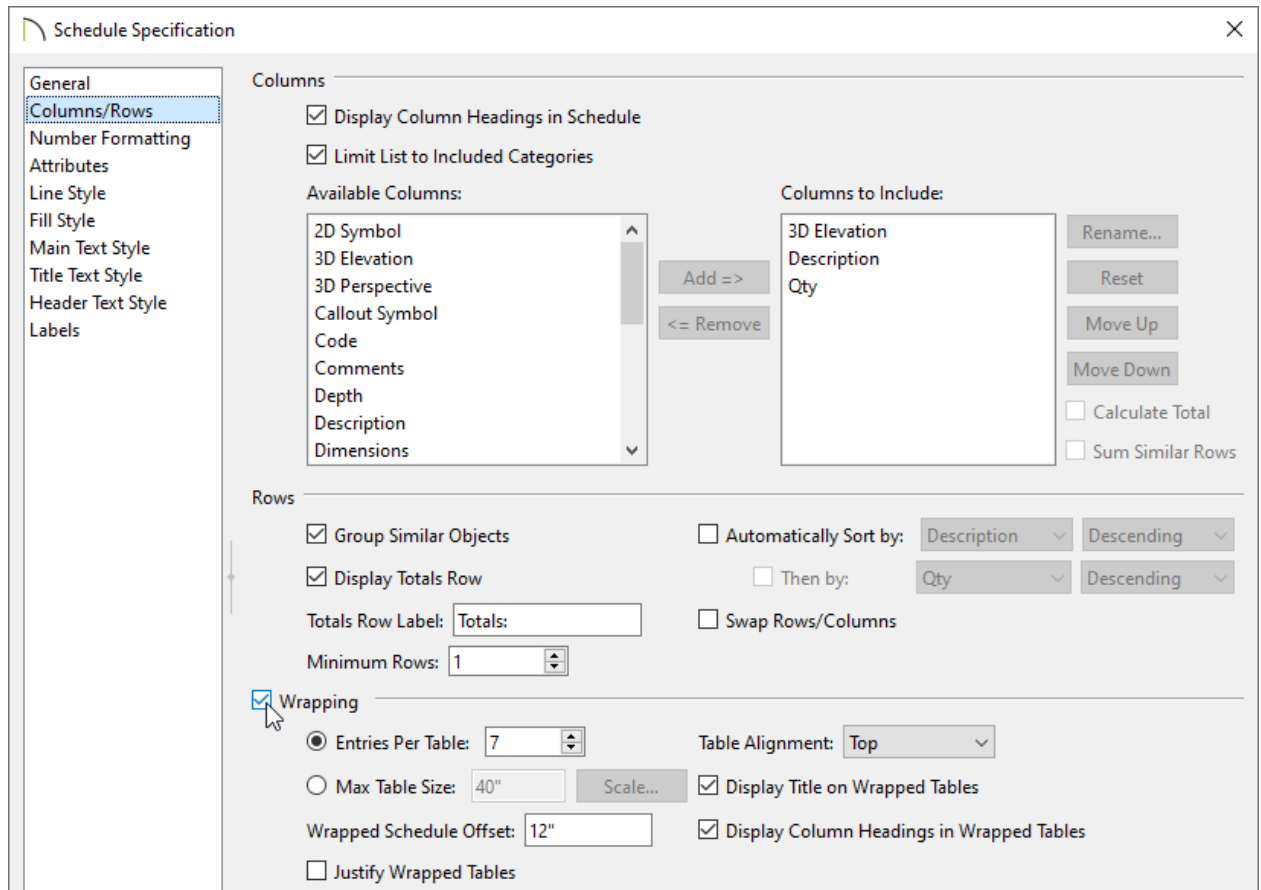 Schedule Specification
General
Columns/Rows
Number Formatting
Attributes
Line Style
Fill Style
Main Text Style
Title Text Style
Header Text Style
Labels
Columns
Display Column Headings in Schedule
Limit List to Included Categories
Available Columns:
2D Symbol
3D Elevation
3D Perspective
Callout Symbol
Code
Comments
Depth
Description
Dimensions
Add =>
<= Remove
Columns to Include:
3D Elevation
Description
Qty
Rename...
Reset
Move Up
Move Down
Calculate Total
Sum Similar Rows
Rows
Group Similar Objects
Display Totals Row
Totals Row Label: Totals:
Minimum Rows: 1
Automatically Sort by: Description Descending
Then by: Qty Descending
Swap Rows/Columns
Wrapping
Entries Per Table: 7
Max Table Size: 40" Scale...
Wrapped Schedule Offset: 12"
Justify Wrapped Tables
Table Alignment: Top
Display Title on Wrapped Tables
Display Column Headings in Wrapped Tables